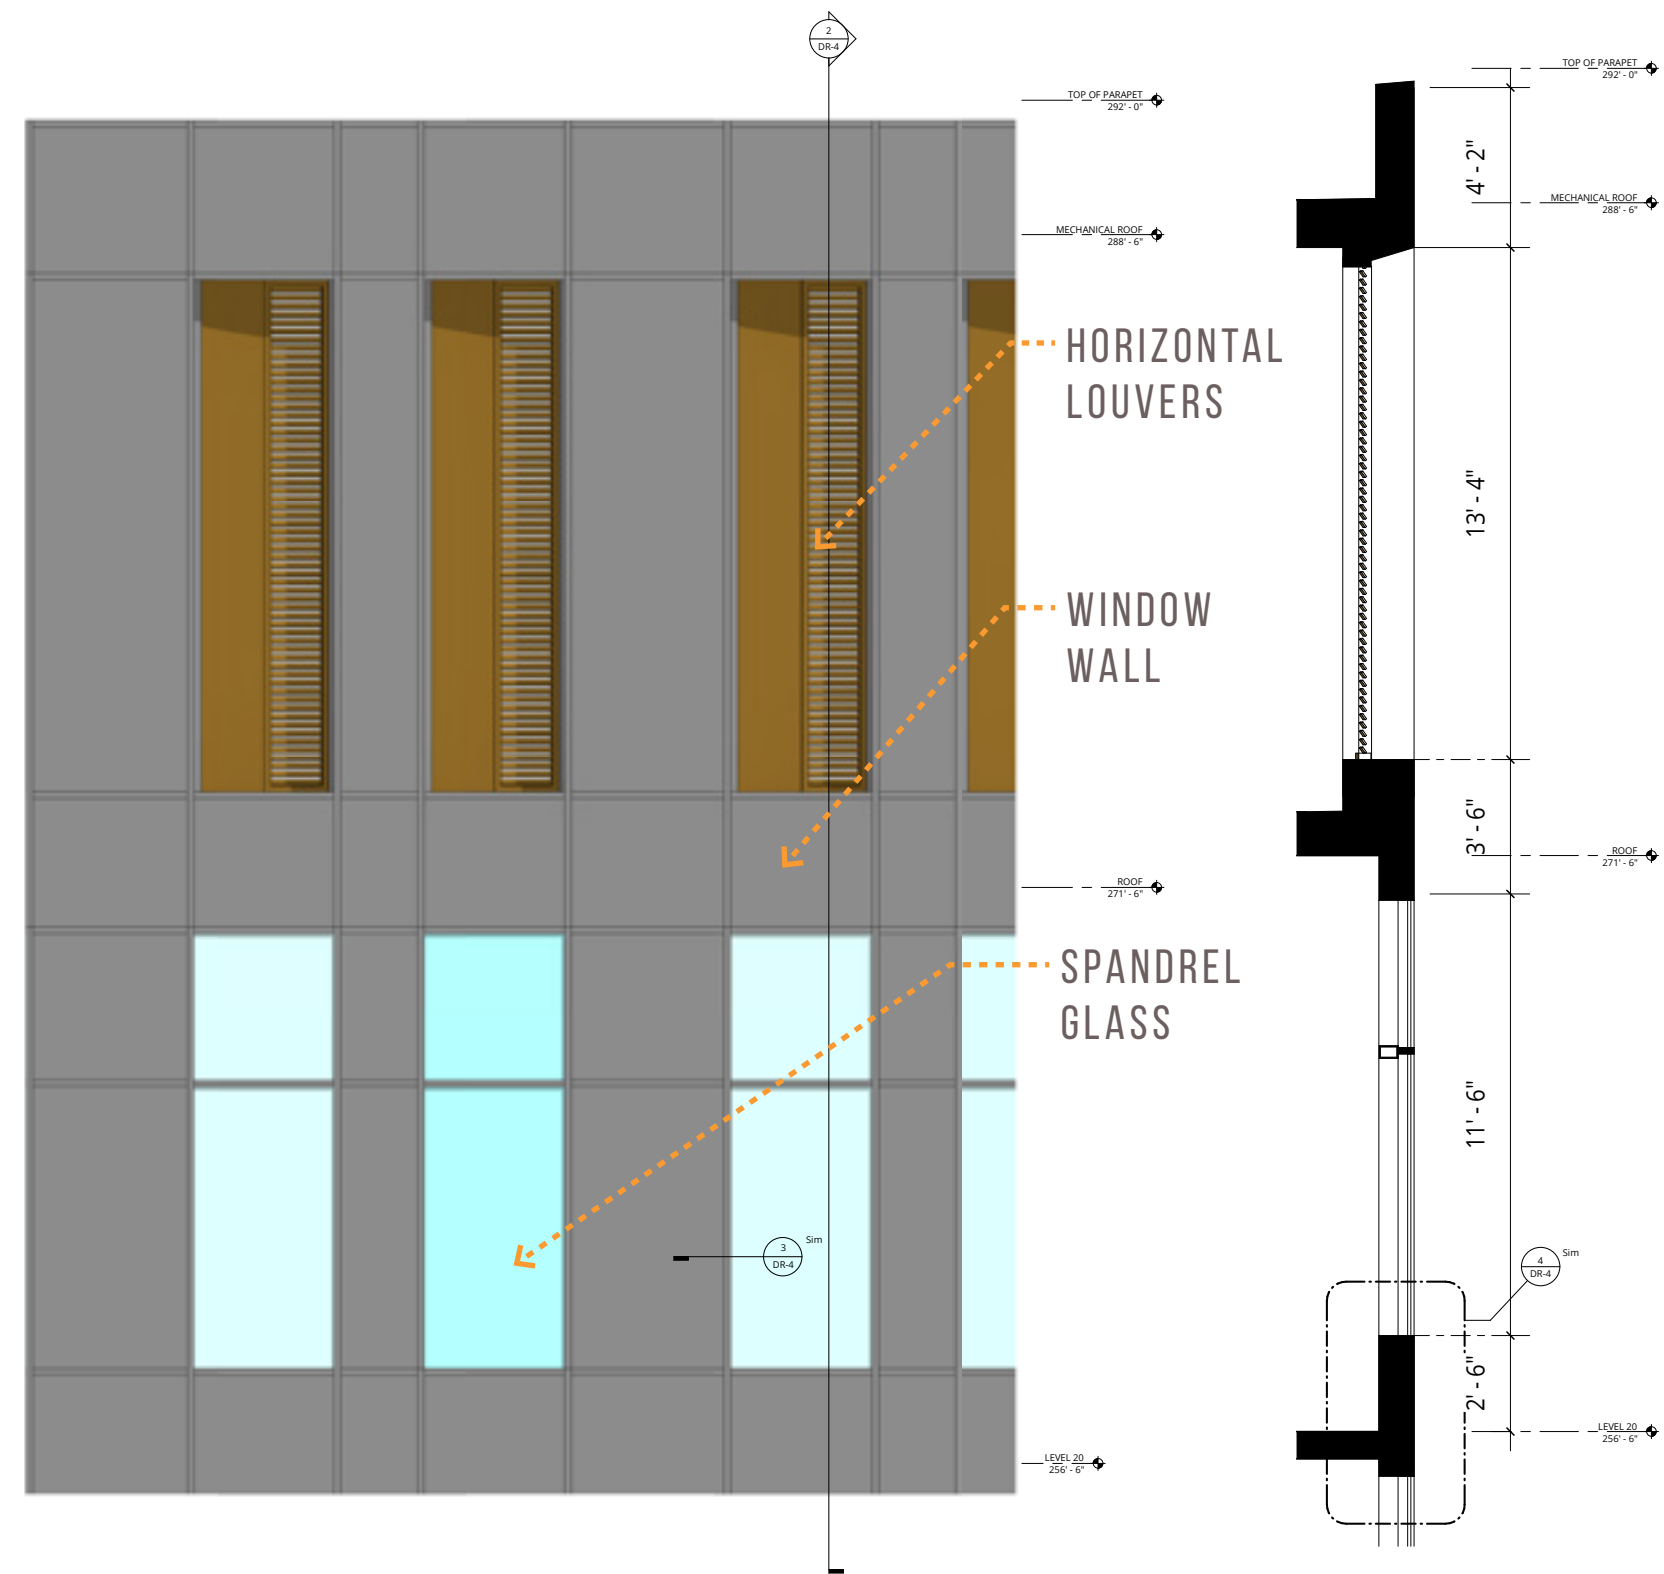 2
DR-4
TOP OF PARAPET
292' - 0"
MECHANICAL ROOF
288' - 6"
HORIZONTAL
LOUVERS
WINDOW
WALL
ROOF
271' - 6"
SPANDREL
GLASS
3
DR-4
Sim
LEVEL 20
256' - 6"
TOP OF PARAPET
292' - 0"
4' - 2"
MECHANICAL ROOF
288' - 6"
13' - 4"
3' - 6"
ROOF
271' - 6"
11' - 6"
4
DR-4
Sim
2' - 6"
LEVEL 20
256' - 6"